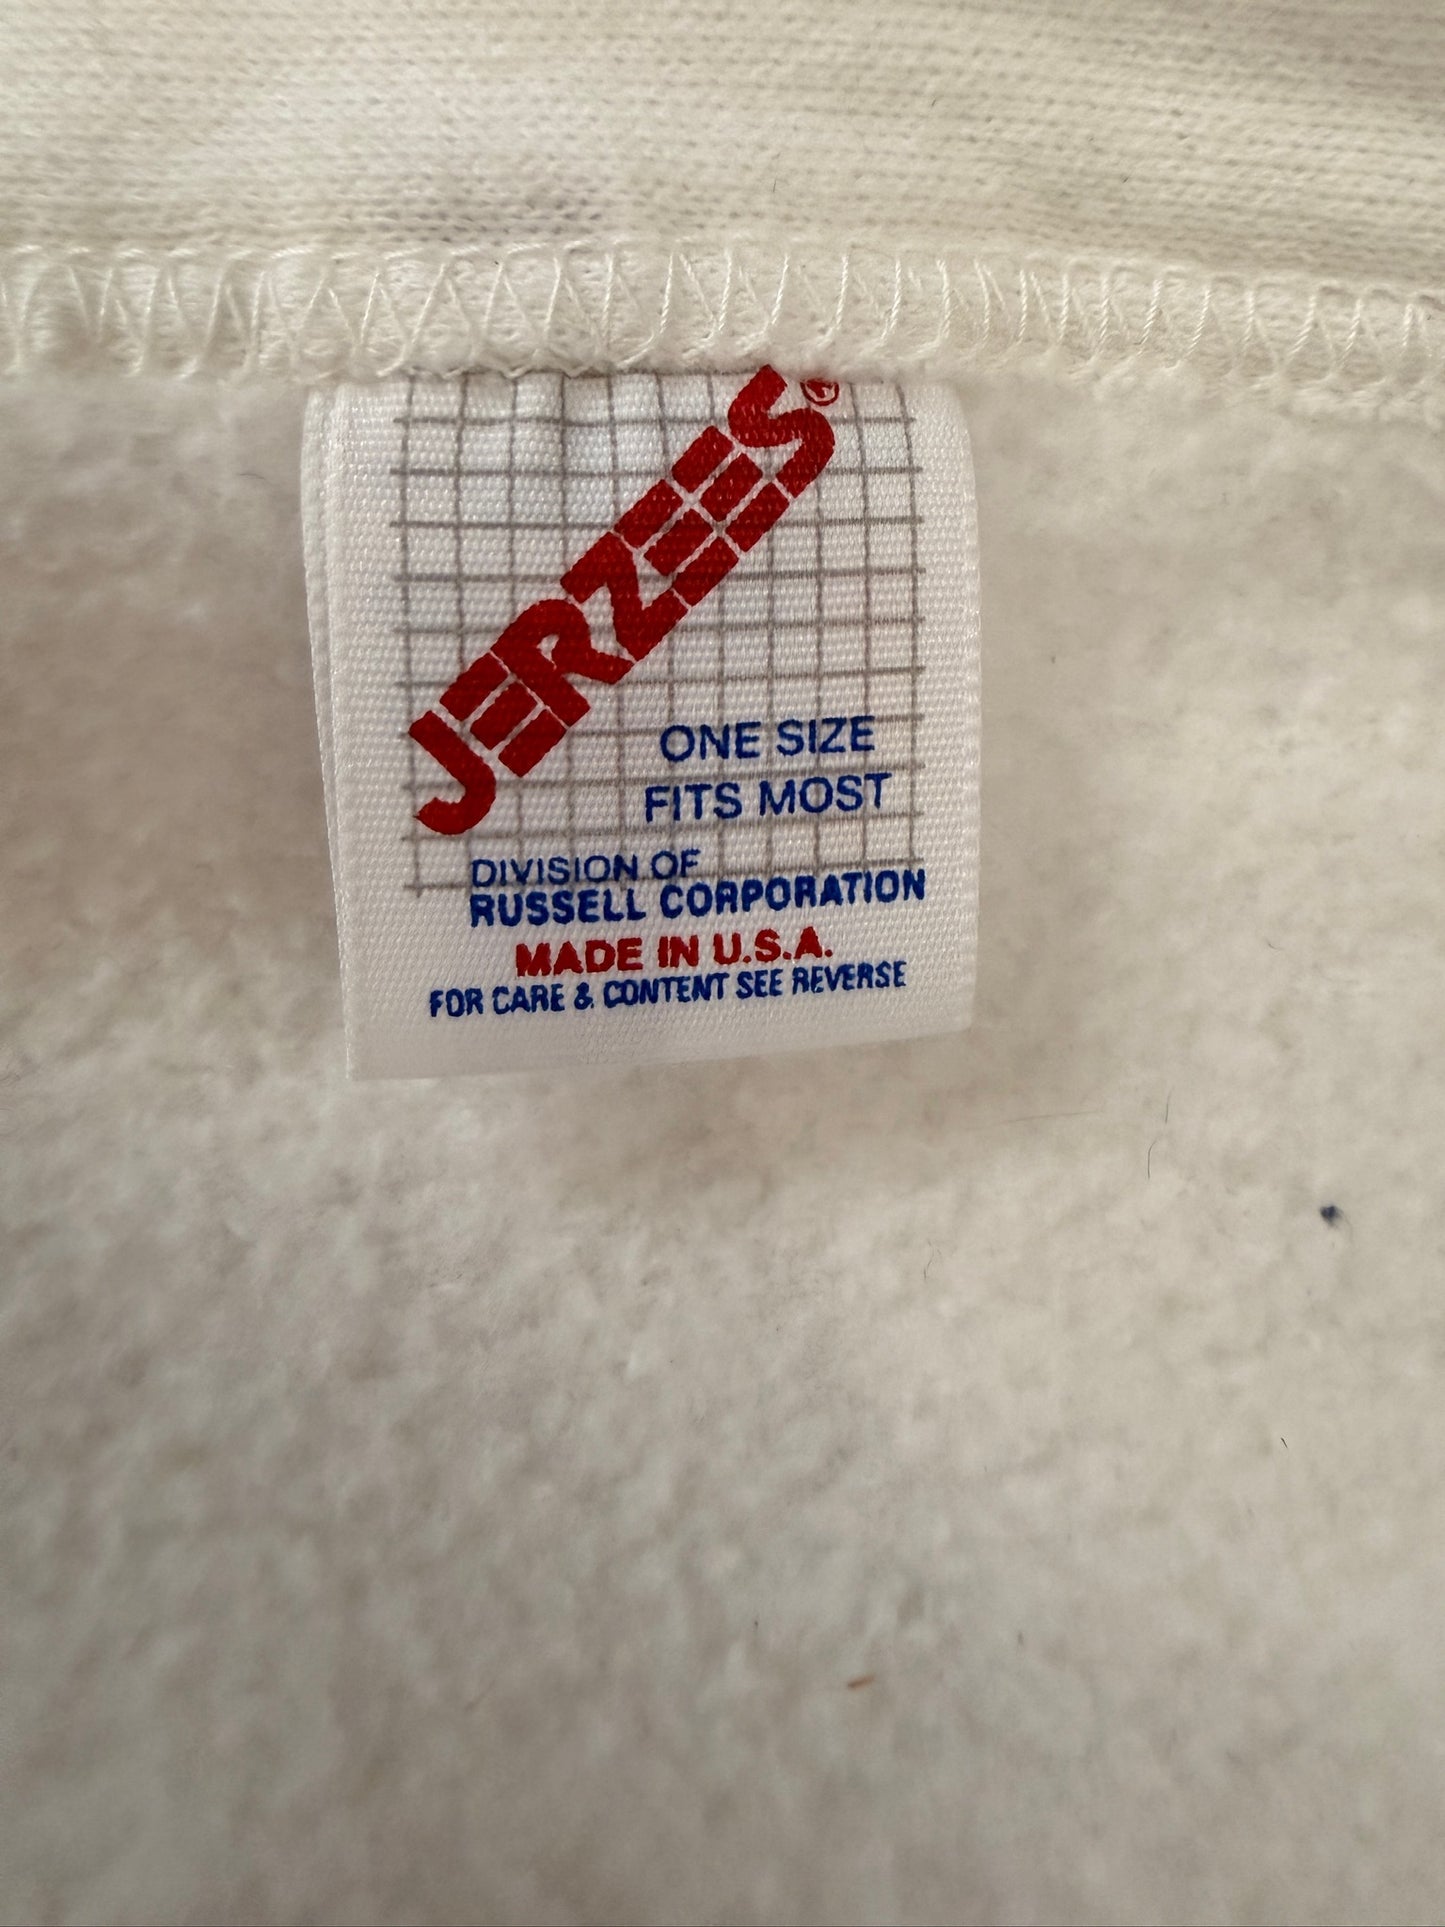 JERZEES®
ONE SIZE
FITS MOST
DIVISION OF
RUSSELL CORPORATION
MADE IN U.S.A.
FOR CARE & CONTENT SEE REVERSE